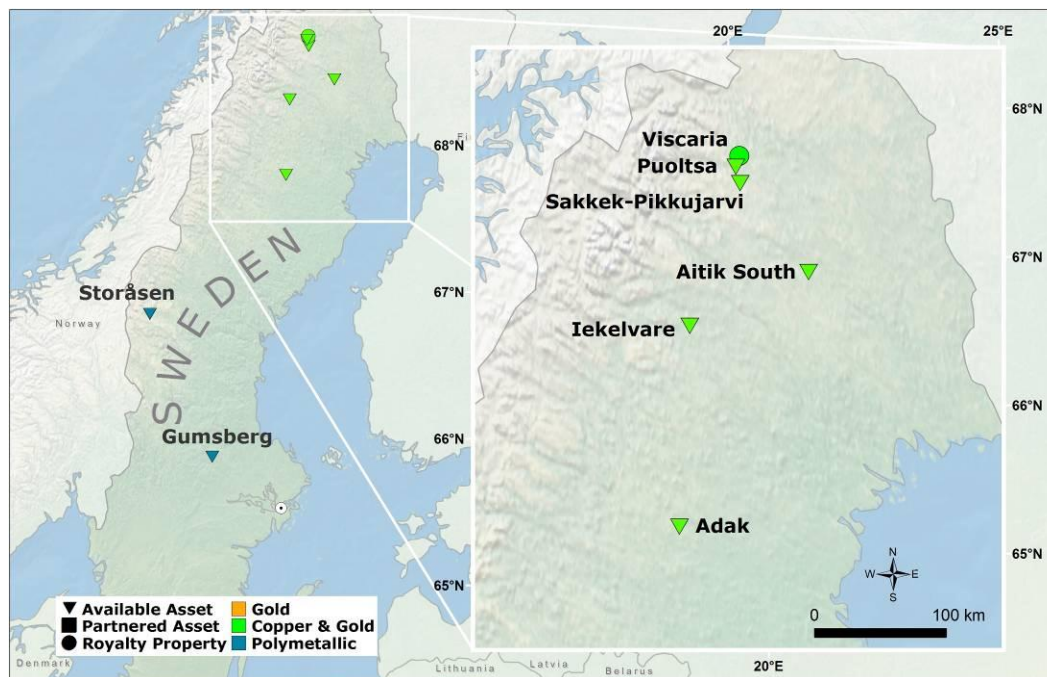 20°E
25°E
68°N
Viscaria
Puoltsa
Sakkek-Pikkujarvi
68°N
67°N
Aitik South
Iekelvare
67°N
Storåsen
Norway
SWEDEN
66°N
66°N
Gumsberg
Adak
65°N
65°N
N
W E
S
0 100 km
20°E
Available Asset
Partnered Asset
Royalty Property
Gold
Copper & Gold
Polymetallic
Denmark
Lithuania
Latvia
Belarus